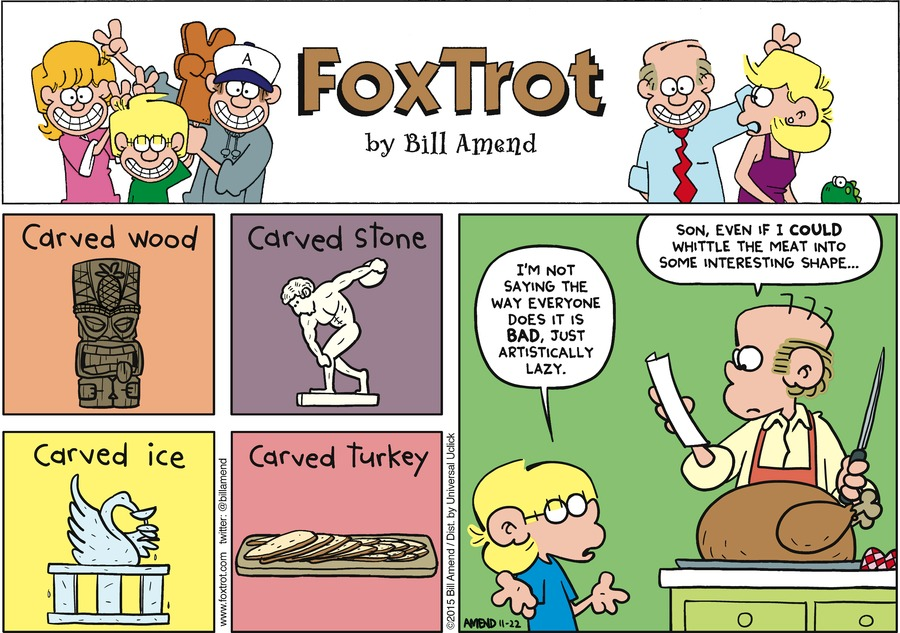 A
FoxTrot
by Bill Amend
Carved wood
Carved stone
Carved ice
Carved turkey
www.foxtrot.com twitter: @billamend
©2015 Bill Amend / Dist. by Universal Uclick
I'M NOT
SAYING THE
WAY EVERYONE
DOES IT IS
BAD, JUST
ARTISTICALLY
LAZY.
SON, EVEN IF I COULD
WHITTLE THE MEAT INTO
SOME INTERESTING SHAPE...
AMEND 11-22